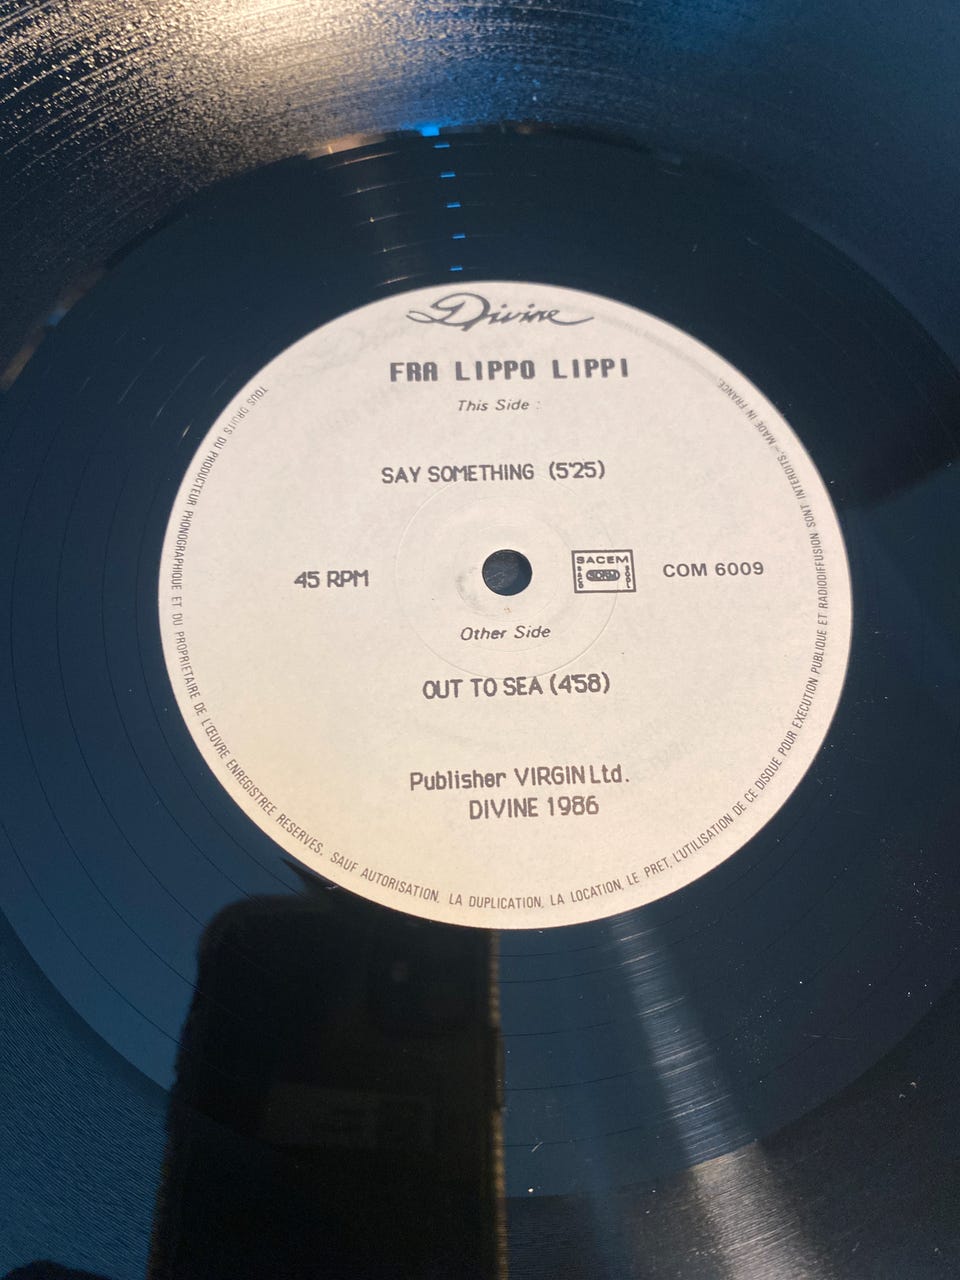 Divine
FRA LIPPO LIPPI
This Side :
SAY SOMETHING (5'25)
45 RPM
SACEM
SDRM
COM 6009
Other Side
OUT TO SEA (4'58)
Publisher VIRGIN Ltd.
DIVINE 1986
TOUS DROITS DU PRODUCTEUR PHONOGRAPHIQUE ET DU PROPRIETAIRE DE L'ŒUVRE ENREGISTREE RESERVES. SAUF AUTORISATION, LA DUPLICATION, LA LOCATION, LE PRET, L'UTILISATION DE CE DISQUE POUR EXECUTION PUBLIQUE ET RADIODIFFUSION SONT INTERDITS.- MADE IN FRANCE.